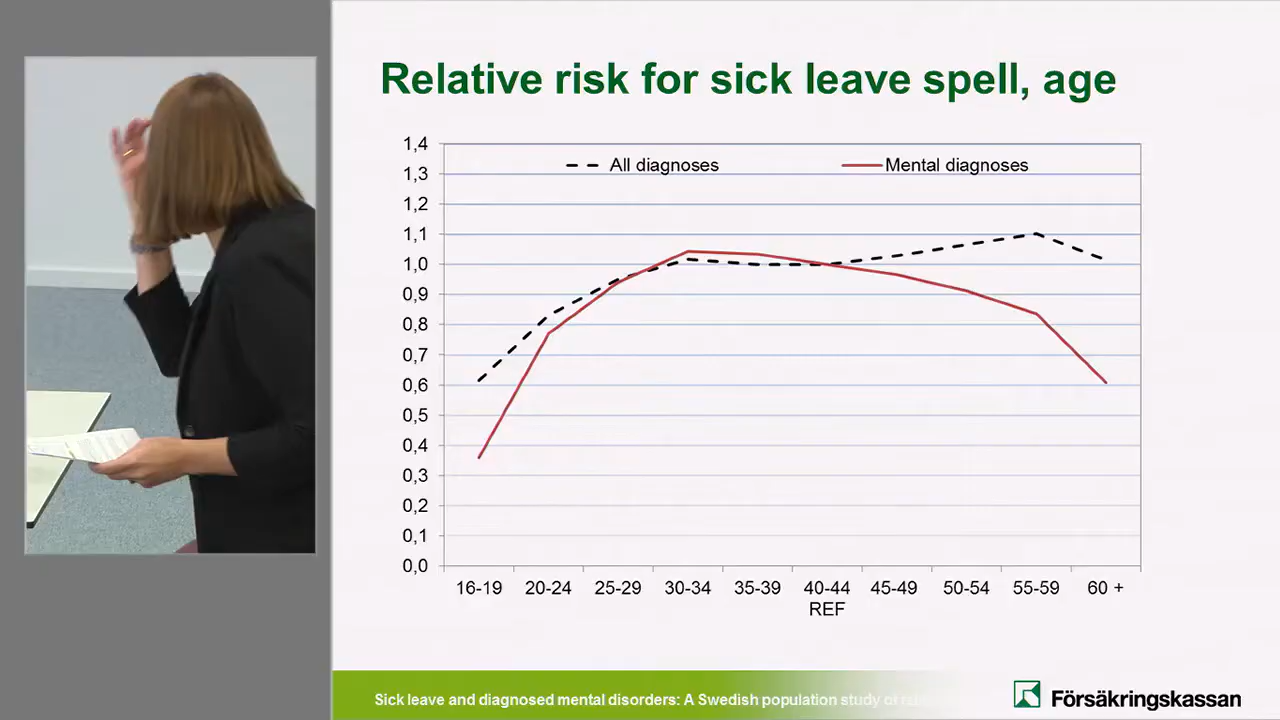 Relative risk for sick leave spell, age
All diagnoses
Mental diagnoses
1,4
1,3
1,2
1,1
1,0
0,9
0,8
0,7
0,6
0,5
0,4
0,3
0,2
0,1
0,0
16-19 20-24 25-29 30-34 35-39 40-44 45-49 50-54 55-59 60 +
REF
Sick leave and diagnosed mental disorders: A Swedish population study of
Försäkringskassan